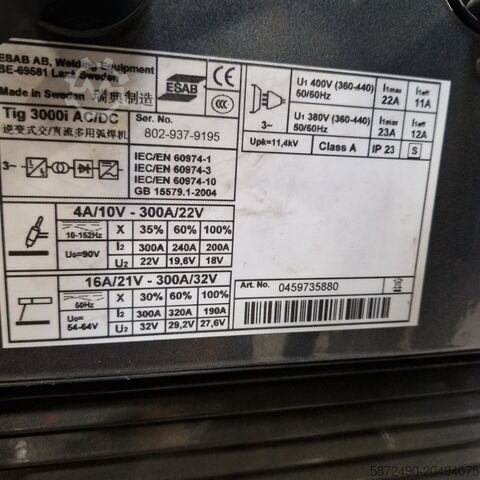 ESAB AB, Welding Equipment
SE-69581 Laxå Sweden
Made in Sweden 瑞典制造
ESAB
CCC
Tig 3000i AC/DC
逆变式交/直流多用弧焊机
Ser. No.
802-937-9195
3~
IEC/EN 60974-1
IEC/EN 60974-3
IEC/EN 60974-10
GB 15579.1-2004
3~
U1 400V (360-440)
50/60Hz
I1max
22A
I1eff
11A
U1 380V (360-440)
50/60Hz
I1max
23A
I1eff
12A
Upk=11,4kV
Class A
IP 23
S
4A/10V - 300A/22V
10-152Hz
X 35% 60% 100%
U0=90V
I2 300A 240A 200A
U2 22V 19,6V 18V
16A/21V - 300A/32V
50Hz
X 30% 60% 100%
U0=
54-64V
I2 300A 320A 190A
U2 32V 29,2V 27,6V
Art. No. 0459735880
5872490-20494075